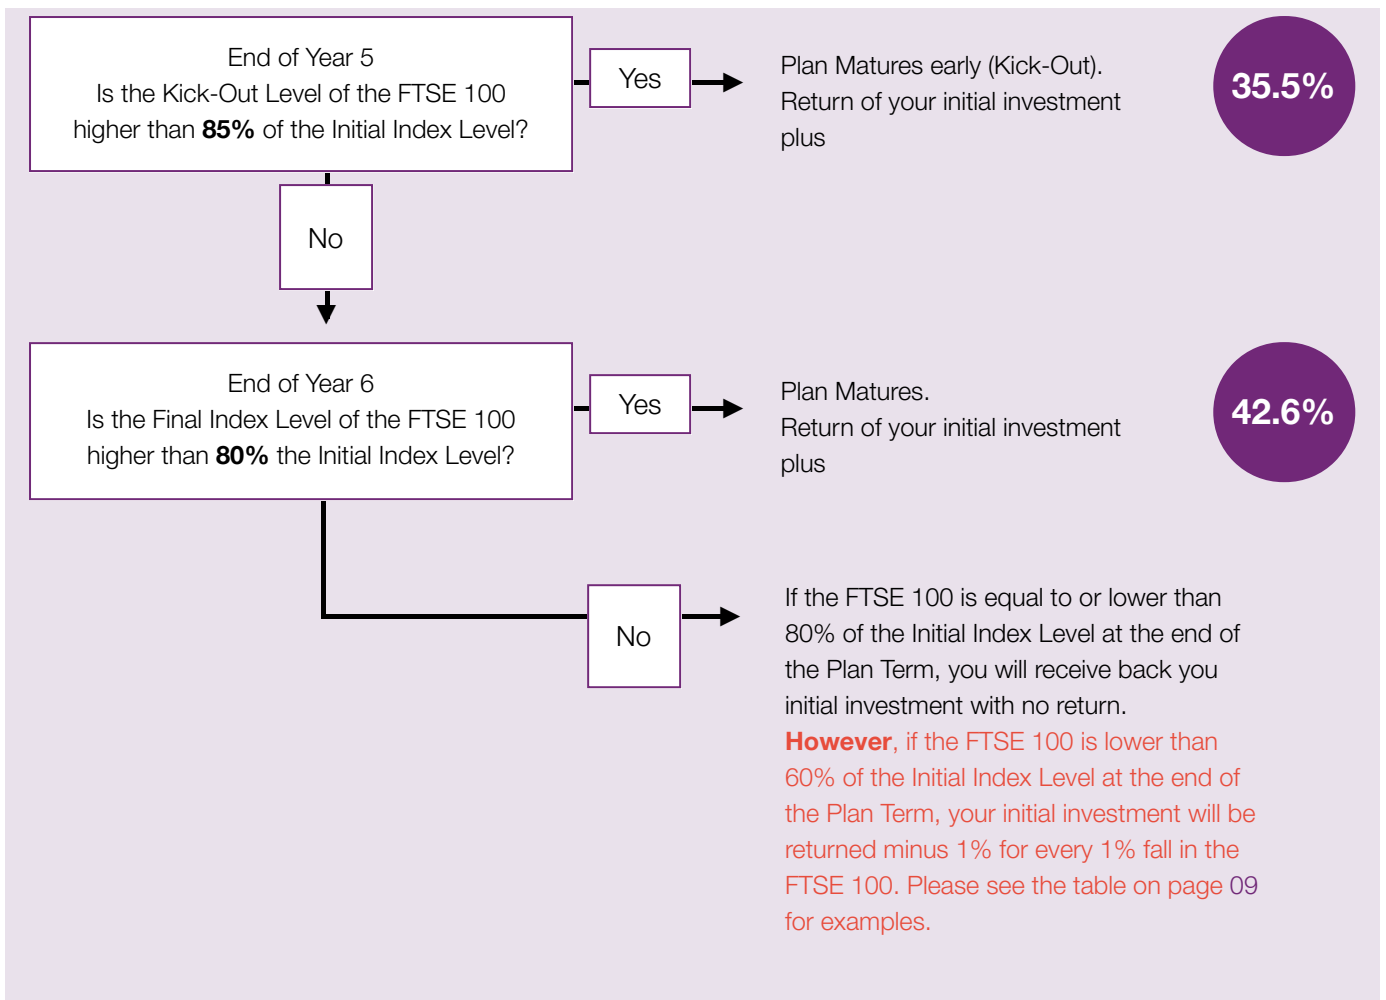 End of Year 5
Is the Kick-Out Level of the FTSE 100
higher than 85% of the Initial Index Level?
Yes
Plan Matures early (Kick-Out).
Return of your initial investment
plus
35.5%
No
End of Year 6
Is the Final Index Level of the FTSE 100
higher than 80% the Initial Index Level?
Yes
Plan Matures.
Return of your initial investment
plus
42.6%
No
If the FTSE 100 is equal to or lower than
80% of the Initial Index Level at the end of
the Plan Term, you will receive back you
initial investment with no return.
However, if the FTSE 100 is lower than
60% of the Initial Index Level at the end of
the Plan Term, your initial investment will be
returned minus 1% for every 1% fall in the
FTSE 100. Please see the table on page 09
for examples.